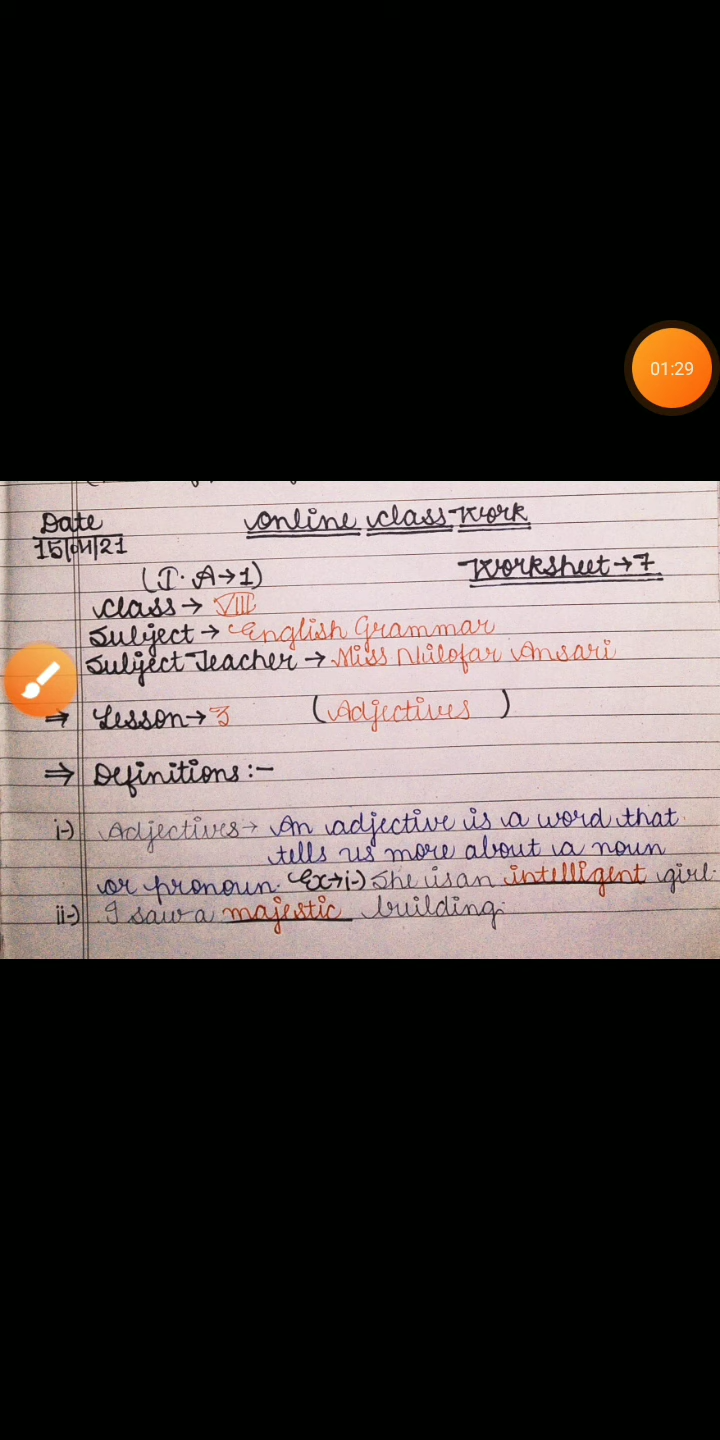 01:29
Date
15/04/21
Online Class Work
Worksheet→7
(I.A→1)
Class→ VIII
Subject→ English Grammar
Subject Teacher→ Miss Nilofar Ansari
⇒ Lesson→3 (Adjectives)
⇒ Definitions:-
i-) Adjectives→ An adjective is a word that
tells us more about a noun
or pronoun. Ex→i-) She is an intelligent girl.
ii-) I saw a majestic building.